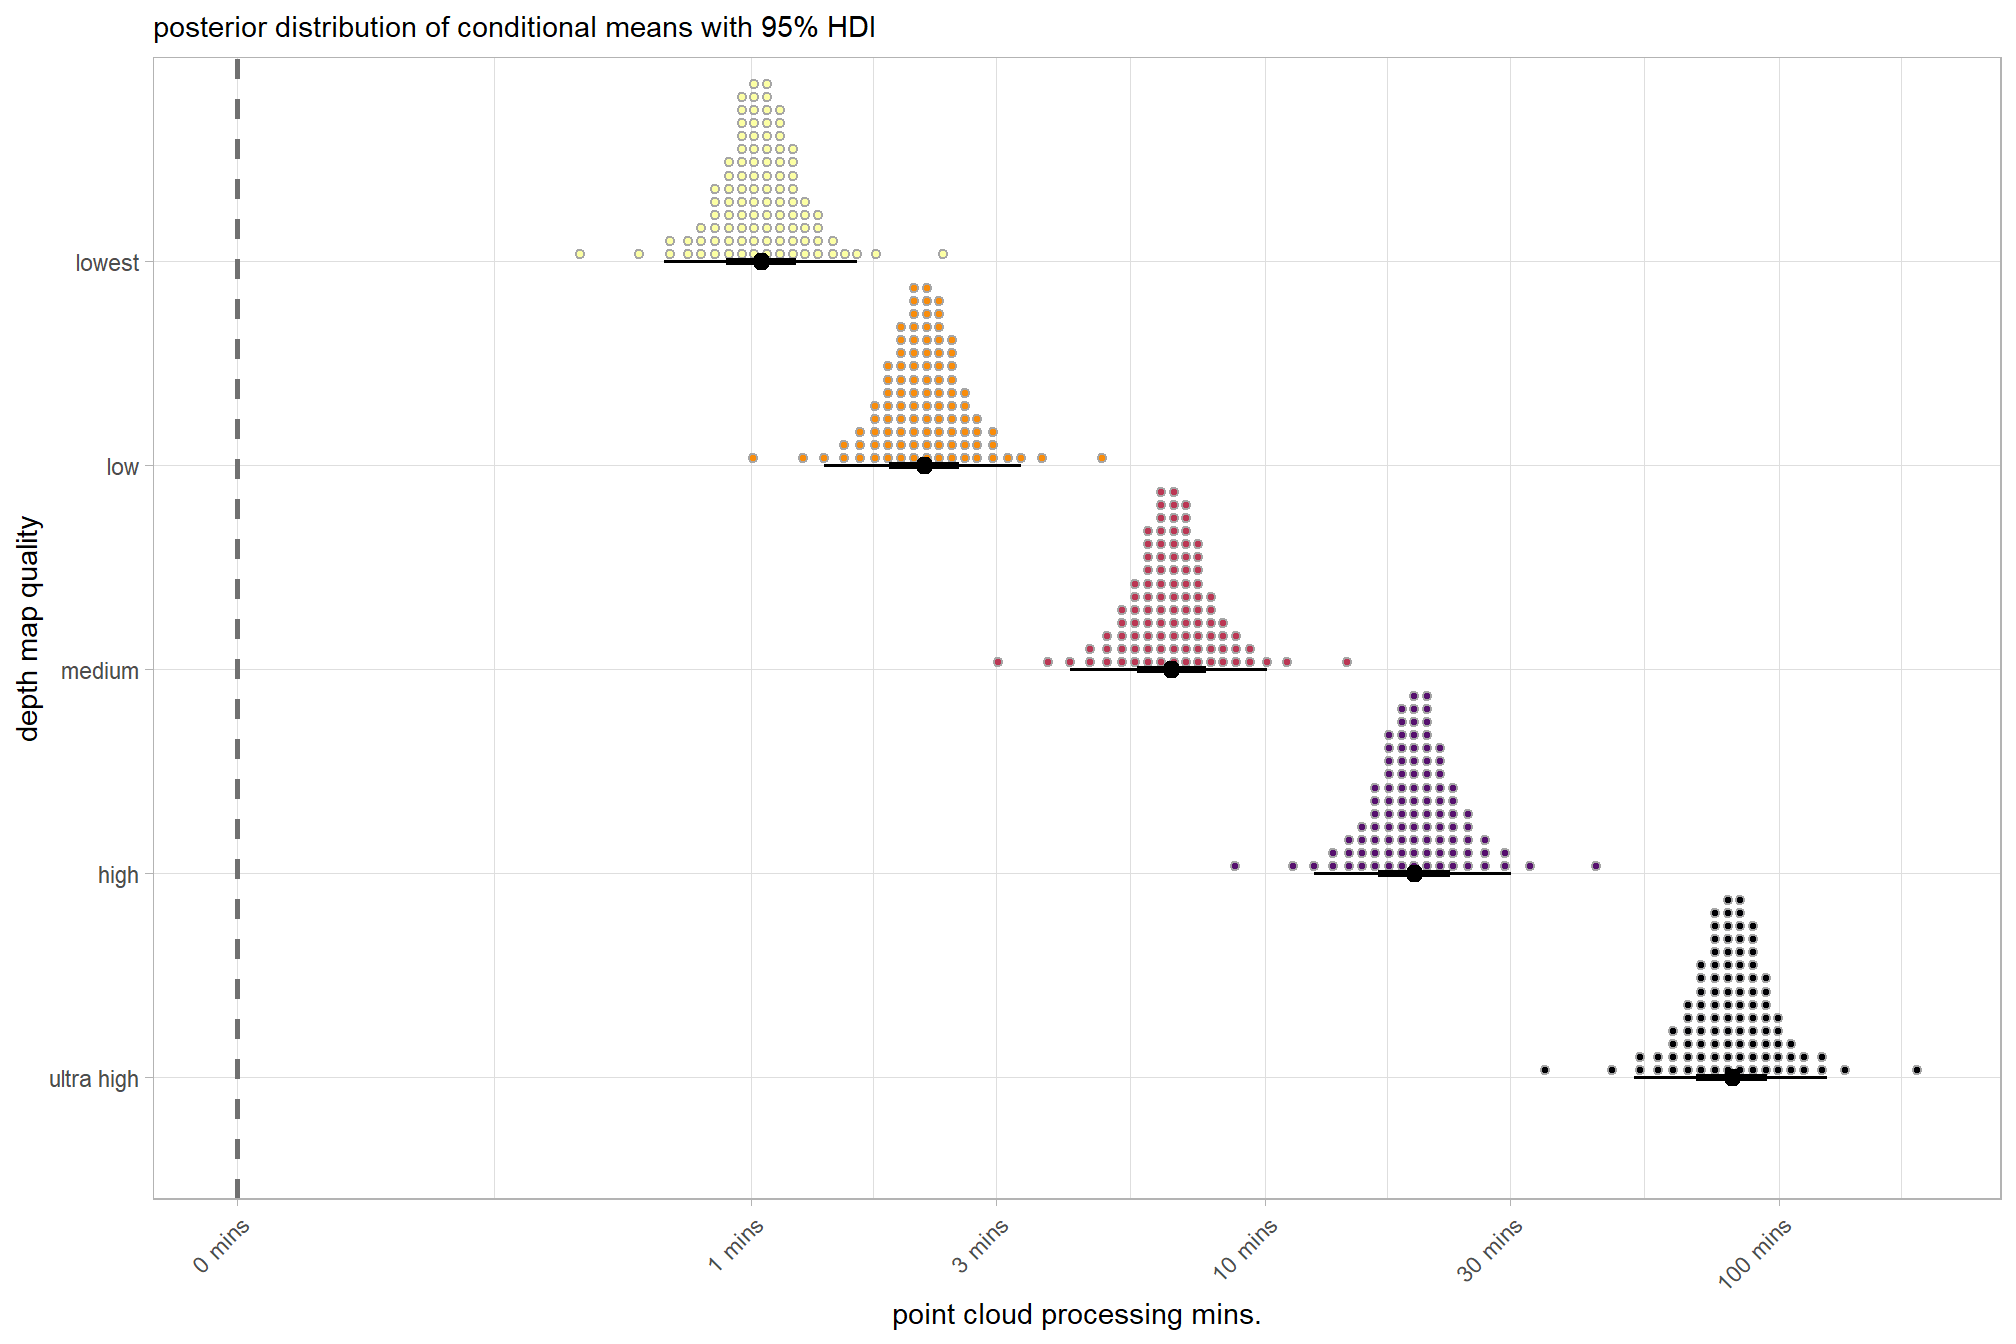 posterior distribution of conditional means with 95% HDI
depth map quality
lowest
low
medium
high
ultra high
0 mins
1 mins
3 mins
10 mins
30 mins
100 mins
point cloud processing mins.